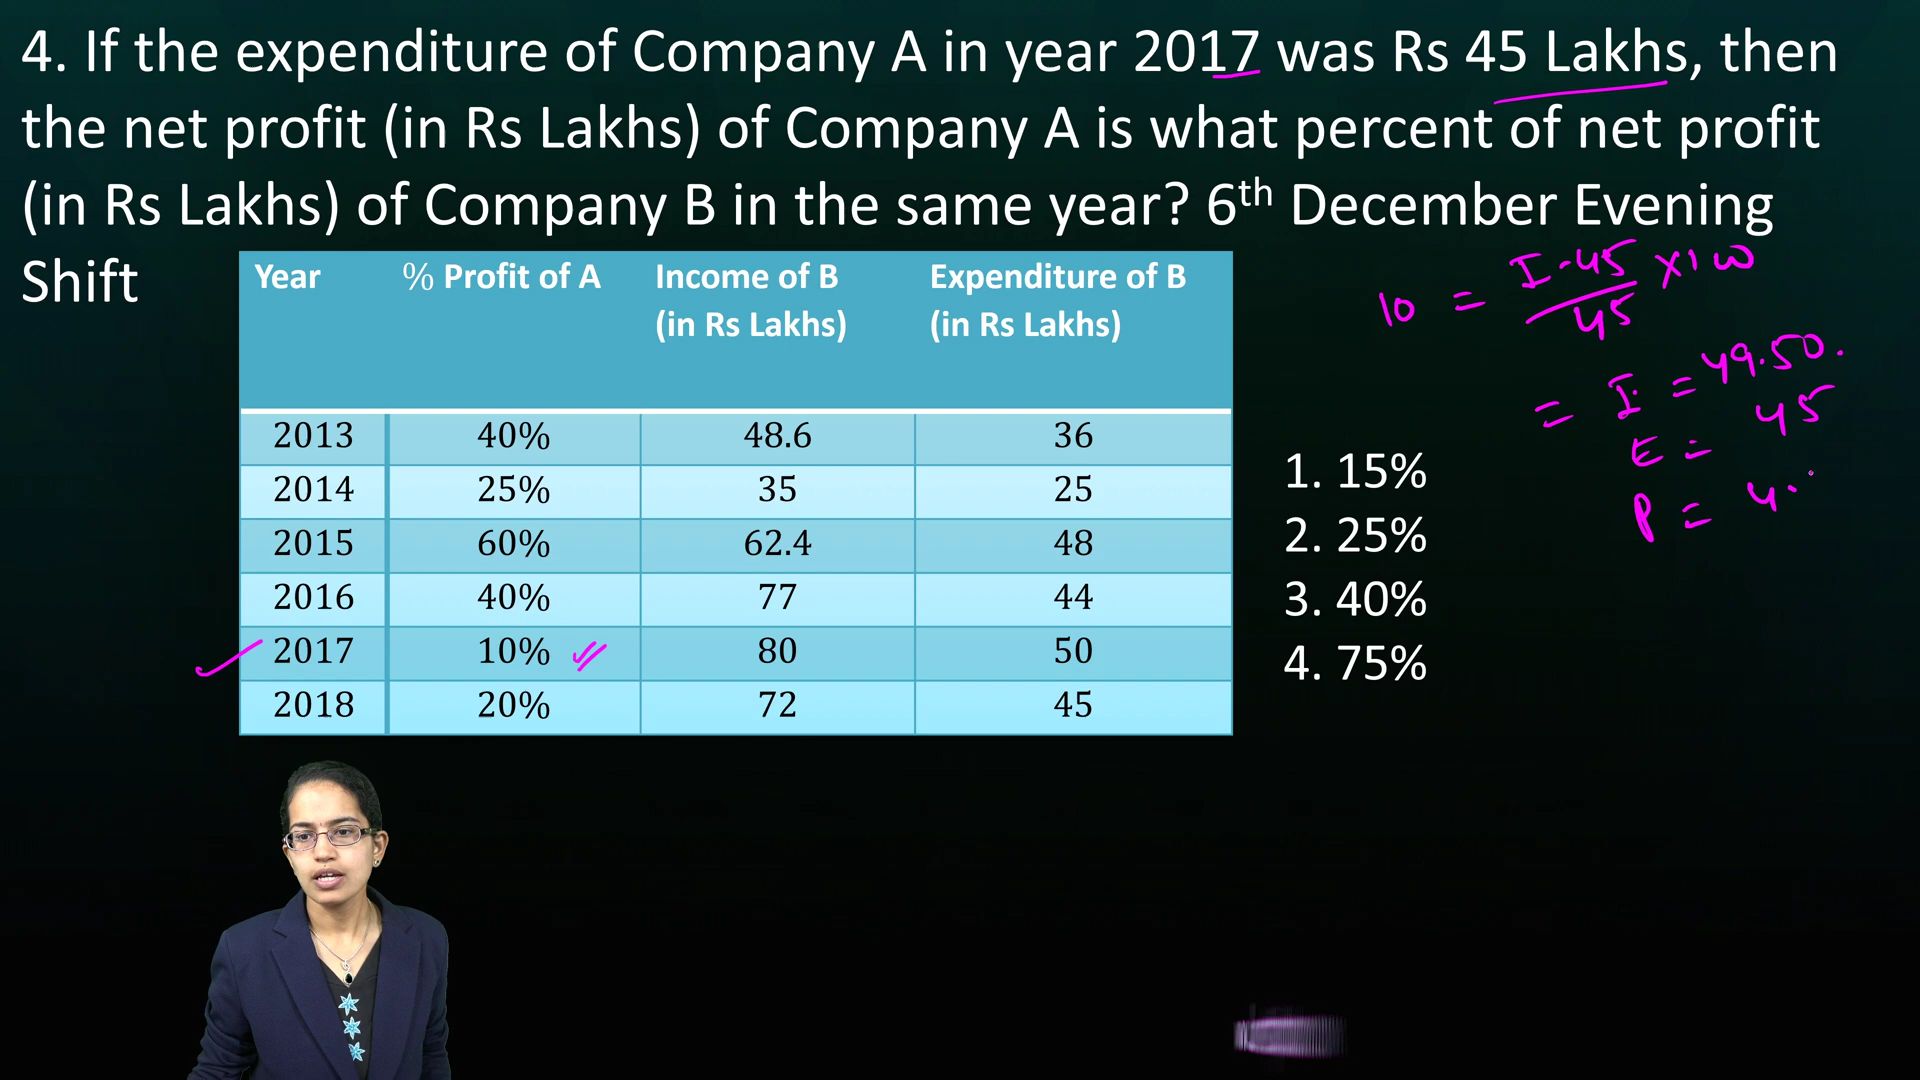 4. If the expenditure of Company A in year 2017 was Rs 45 Lakhs, then
the net profit (in Rs Lakhs) of Company A is what percent of net profit
(in Rs Lakhs) of Company B in the same year? 6th December Evening
Shift
Year % Profit of A Income of B (in Rs Lakhs) Expenditure of B (in Rs Lakhs)
2013 40% 48.6 36
2014 25% 35 25
2015 60% 62.4 48
2016 40% 77 44
2017 10% 80 50
2018 20% 72 45
1. 15%
2. 25%
3. 40%
4. 75%
10 = I-45/45 X100
= I = 49.50.
E = 45
P = 4.